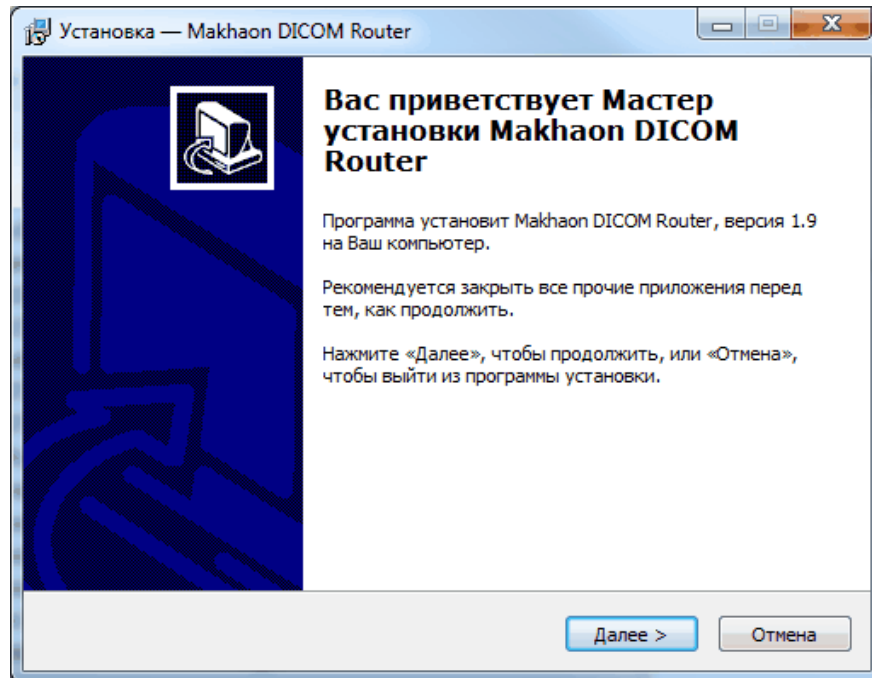 Установка — Makhaon DICOM Router
Вас приветствует Мастер
установки Makhaon DICOM
Router
Программа установит Makhaon DICOM Router, версия 1.9
на Ваш компьютер.
Рекомендуется закрыть все прочие приложения перед
тем, как продолжить.
Нажмите «Далее», чтобы продолжить, или «Отмена»,
чтобы выйти из программы установки.
Далее >
Отмена